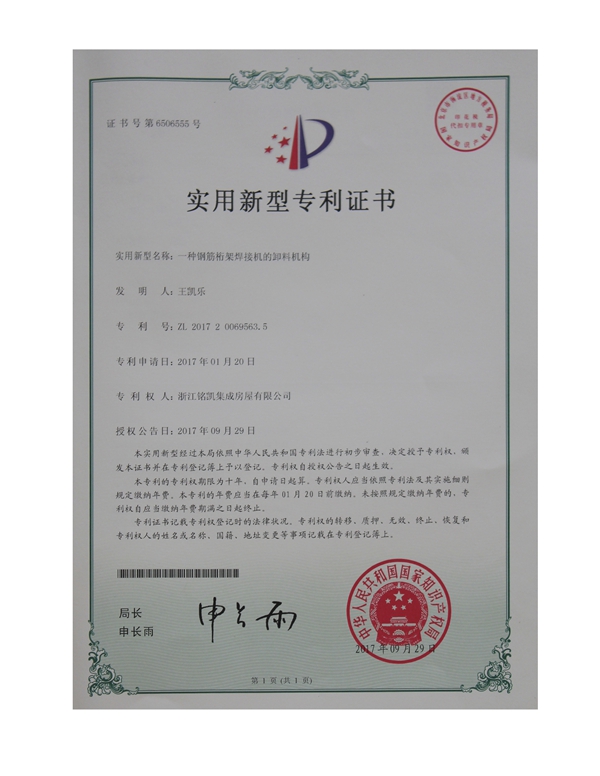 证书号第6506555号
实用新型专利证书
实用新型名称：一种钢筋桁架焊接机的卸料机构
发明人：王凯乐
专利号：ZL 2017 2 0069563.5
专利申请日：2017年01月20日
专利权人：浙江铭凯集成房屋有限公司
授权公告日：2017年09月29日
本实用新型经过本局依照中华人民共和国专利法进行初步审查，决定授予专利权，颁
发本证书并在专利登记簿上予以登记。专利权自授权公告之日起生效。
本专利的专利权期限为十年，自申请日起算。专利权人应当依照专利法及其实施细则
规定缴纳年费。本专利的年费应当在每年01月20日前缴纳。未按照规定缴纳年费的，专
利权自应当缴纳年费期满之日起终止。
专利证书记载专利权登记时的法律状况。专利权的转移、质押、无效、终止、恢复和
专利权人的姓名或名称、国籍、地址变更等事项记载在专利登记簿上。
局长
申长雨
申长雨
中华人民共和国国家知识产权局
2017年09月29日
第1页（共1页）